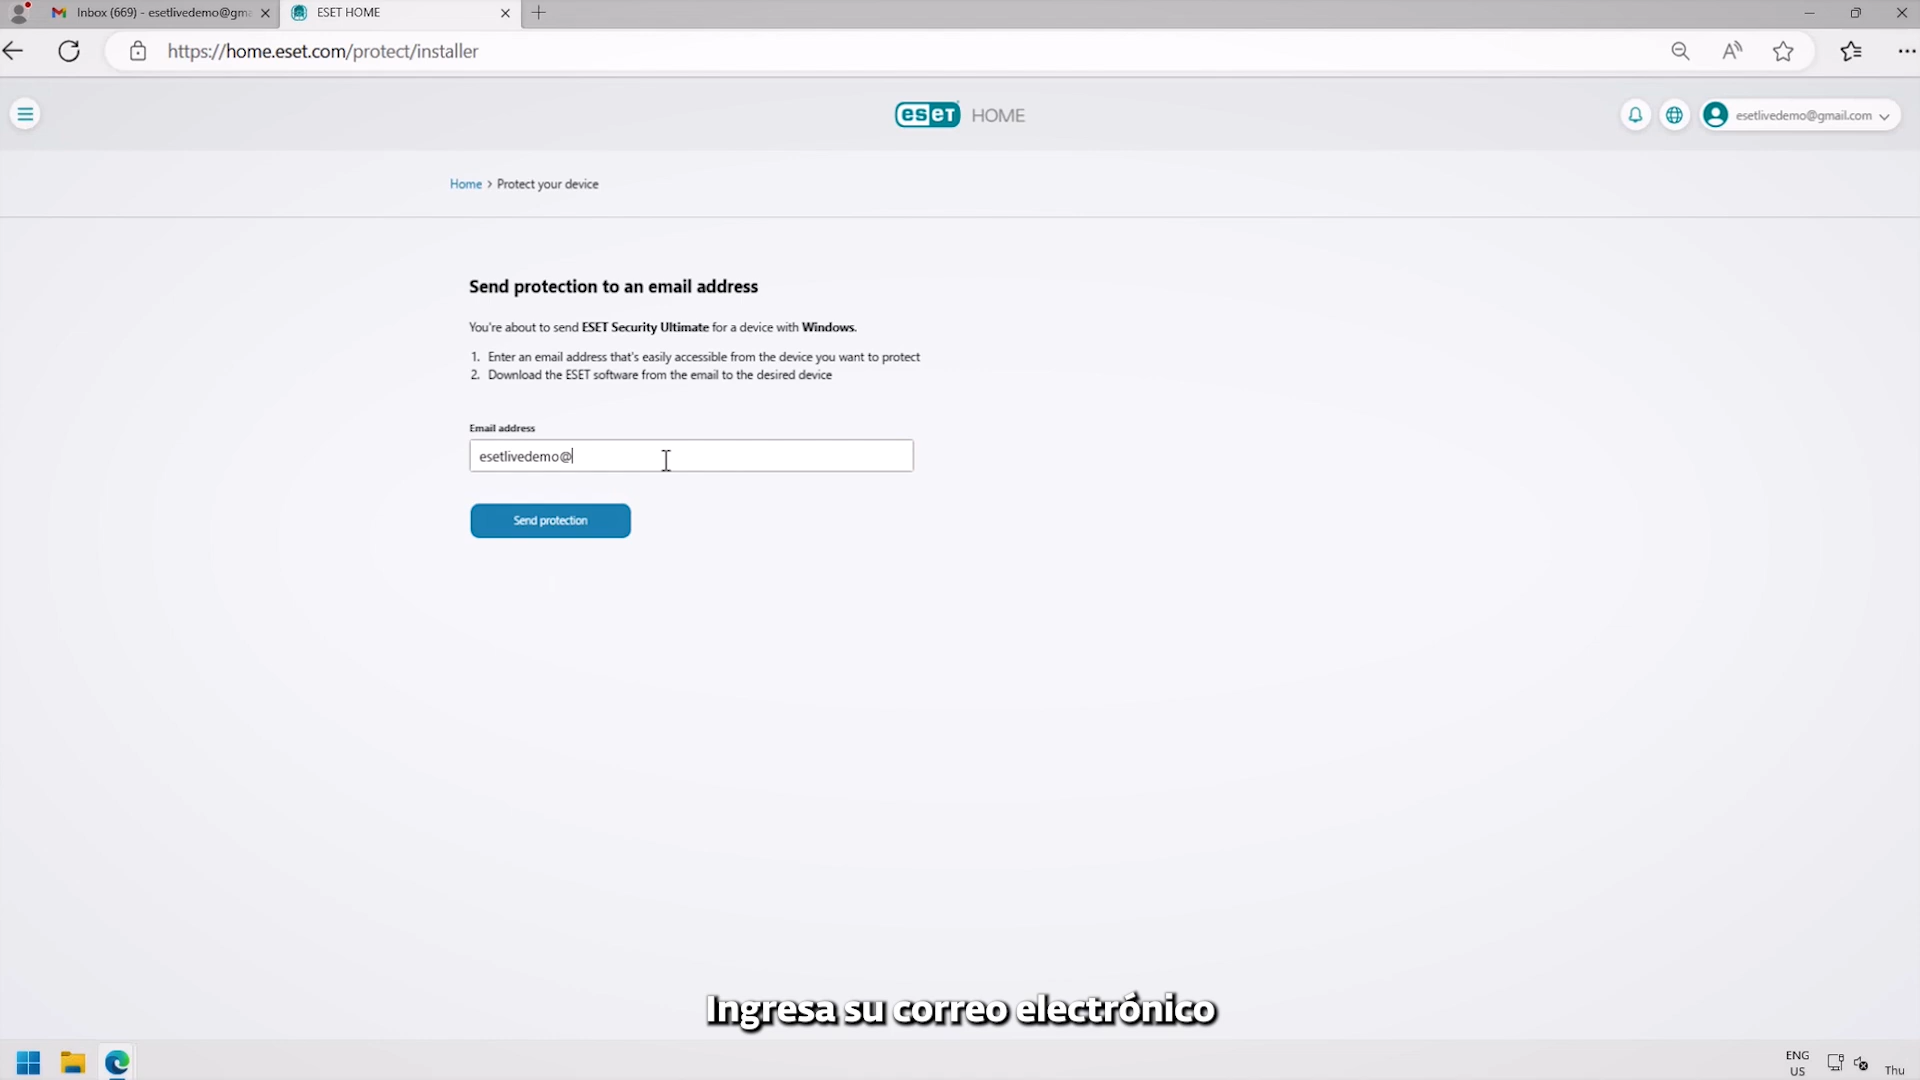 Inbox (669) - esetlivedemo@gma
ESET HOME
https://home.eset.com/protect/installer
eset HOME
esetlivedemo@gmail.com
Home > Protect your device
Send protection to an email address
You're about to send ESET Security Ultimate for a device with Windows.
1. Enter an email address that's easily accessible from the device you want to protect
2. Download the ESET software from the email to the desired device
Email address
esetlivedemo@
Send protection
Ingresa su correo electrónico
ENG
US
Thu